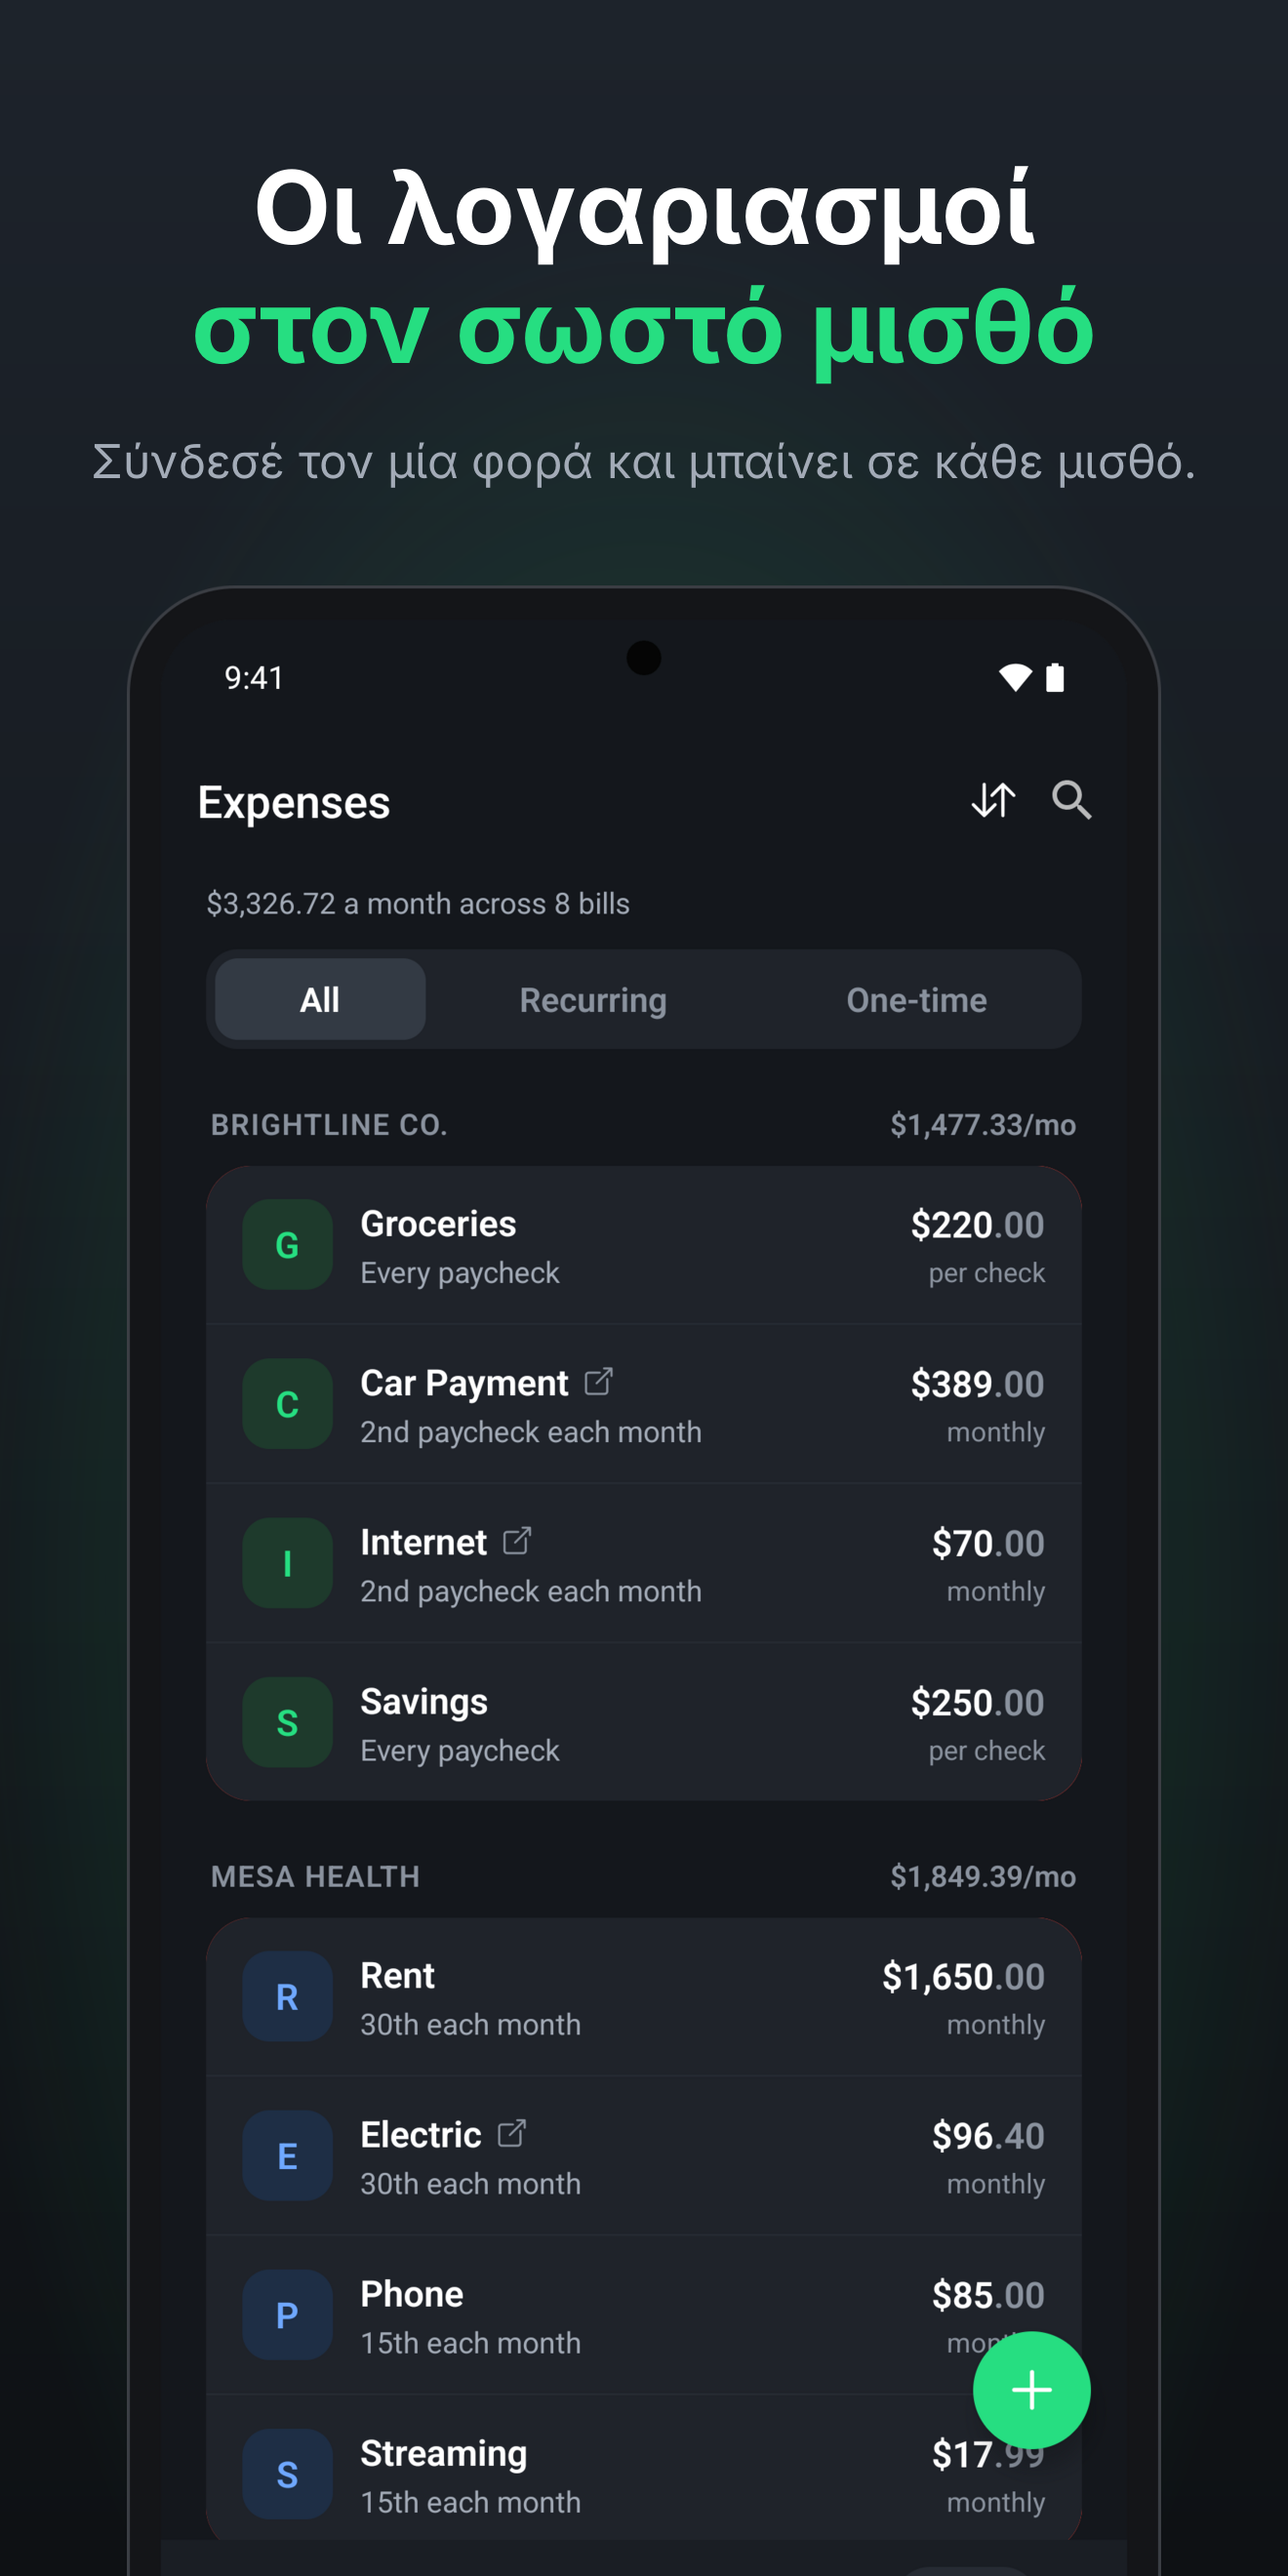 Οι λογαριασμοί
στον σωστό μισθό
Σύνδεσέ τον μία φορά και μπαίνει σε κάθε μισθό.
9:41
Expenses
$3,326.72 a month across 8 bills
All Recurring One-time
BRIGHTLINE CO. $1,477.33/mo
G Groceries $220.00
Every paycheck per check
C Car Payment $389.00
2nd paycheck each month monthly
I Internet $70.00
2nd paycheck each month monthly
S Savings $250.00
Every paycheck per check
MESA HEALTH $1,849.39/mo
R Rent $1,650.00
30th each month monthly
E Electric $96.40
30th each month monthly
P Phone $85.00
15th each month
S Streaming $17.99
15th each month monthly